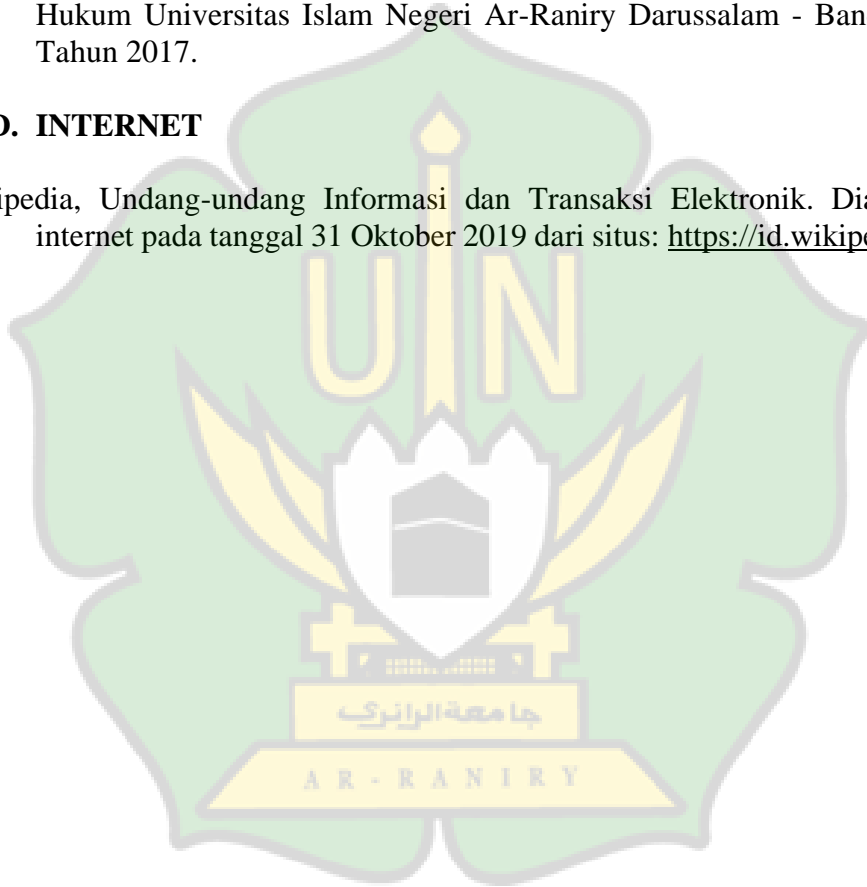 Hukum Universitas Islam Negeri Ar-Raniry Darussalam - Ban
Tahun 2017.
D. INTERNET
ipedia, Undang-undang Informasi dan Transaksi Elektronik. Dia
internet pada tanggal 31 Oktober 2019 dari situs: https://id.wikipe
UIN
جامعة الرانري
AR-RANIRY